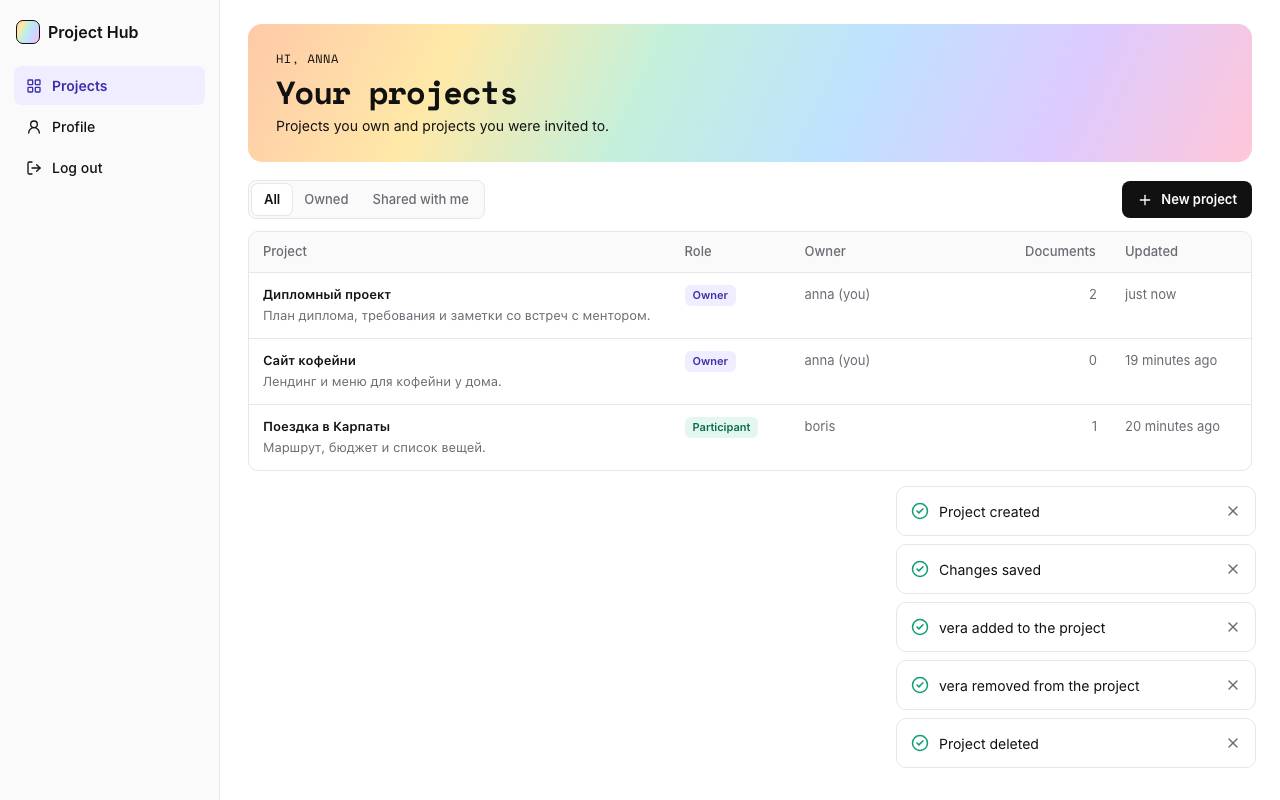 Project Hub
Projects
Profile
Log out
HI, ANNA
Your projects
Projects you own and projects you were invited to.
All Owned Shared with me
New project
Project Role Owner Documents Updated
Дипломный проект Owner anna (you) 2 just now
План диплома, требования и заметки со встреч с ментором.
Сайт кофейни Owner anna (you) 0 19 minutes ago
Лендинг и меню для кофейни у дома.
Поездка в Карпаты Participant boris 1 20 minutes ago
Маршрут, бюджет и список вещей.
Project created
Changes saved
vera added to the project
vera removed from the project
Project deleted